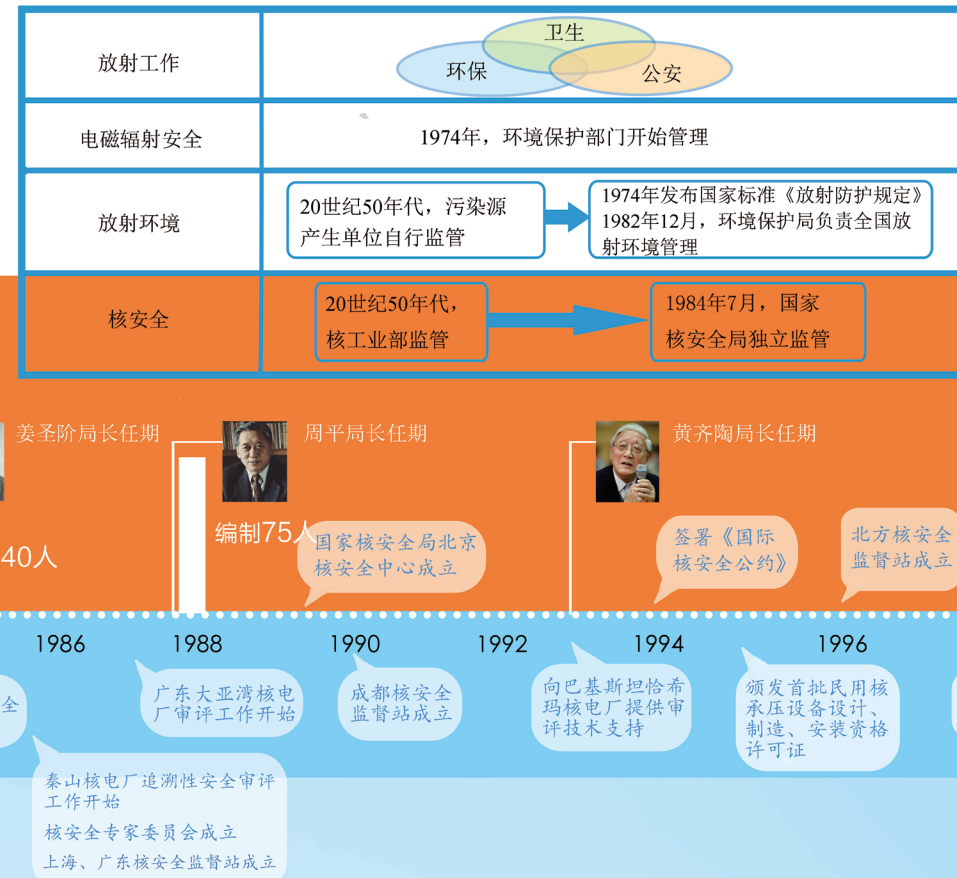 放射工作
卫生
环保
公安
电磁辐射安全
1974年，环境保护部门开始管理
放射环境
20世纪50年代，污染源
产生单位自行监管
1974年发布国家标准《放射防护规定》
1982年12月，环境保护局负责全国放
射环境管理
核安全
20世纪50年代，
核工业部监管
1984年7月，国家
核安全局独立监管
姜圣阶局长任期
周平局长任期
黄齐陶局长任期
40人
编制75人
国家核安全局北京
核安全中心成立
签署《国际
核安全公约》
北方核安全
监督站成立
1986
1988
1990
1992
1994
1996
全
广东大亚湾核电
厂审评工作开始
成都核安全
监督站成立
向巴基斯坦恰希
玛核电厂提供审
评技术支持
颁发首批民用核
承压设备设计、
制造、安装资格
许可证
秦山核电厂追溯性安全审评
工作开始
核安全专家委员会成立
上海、广东核安全监督站成立